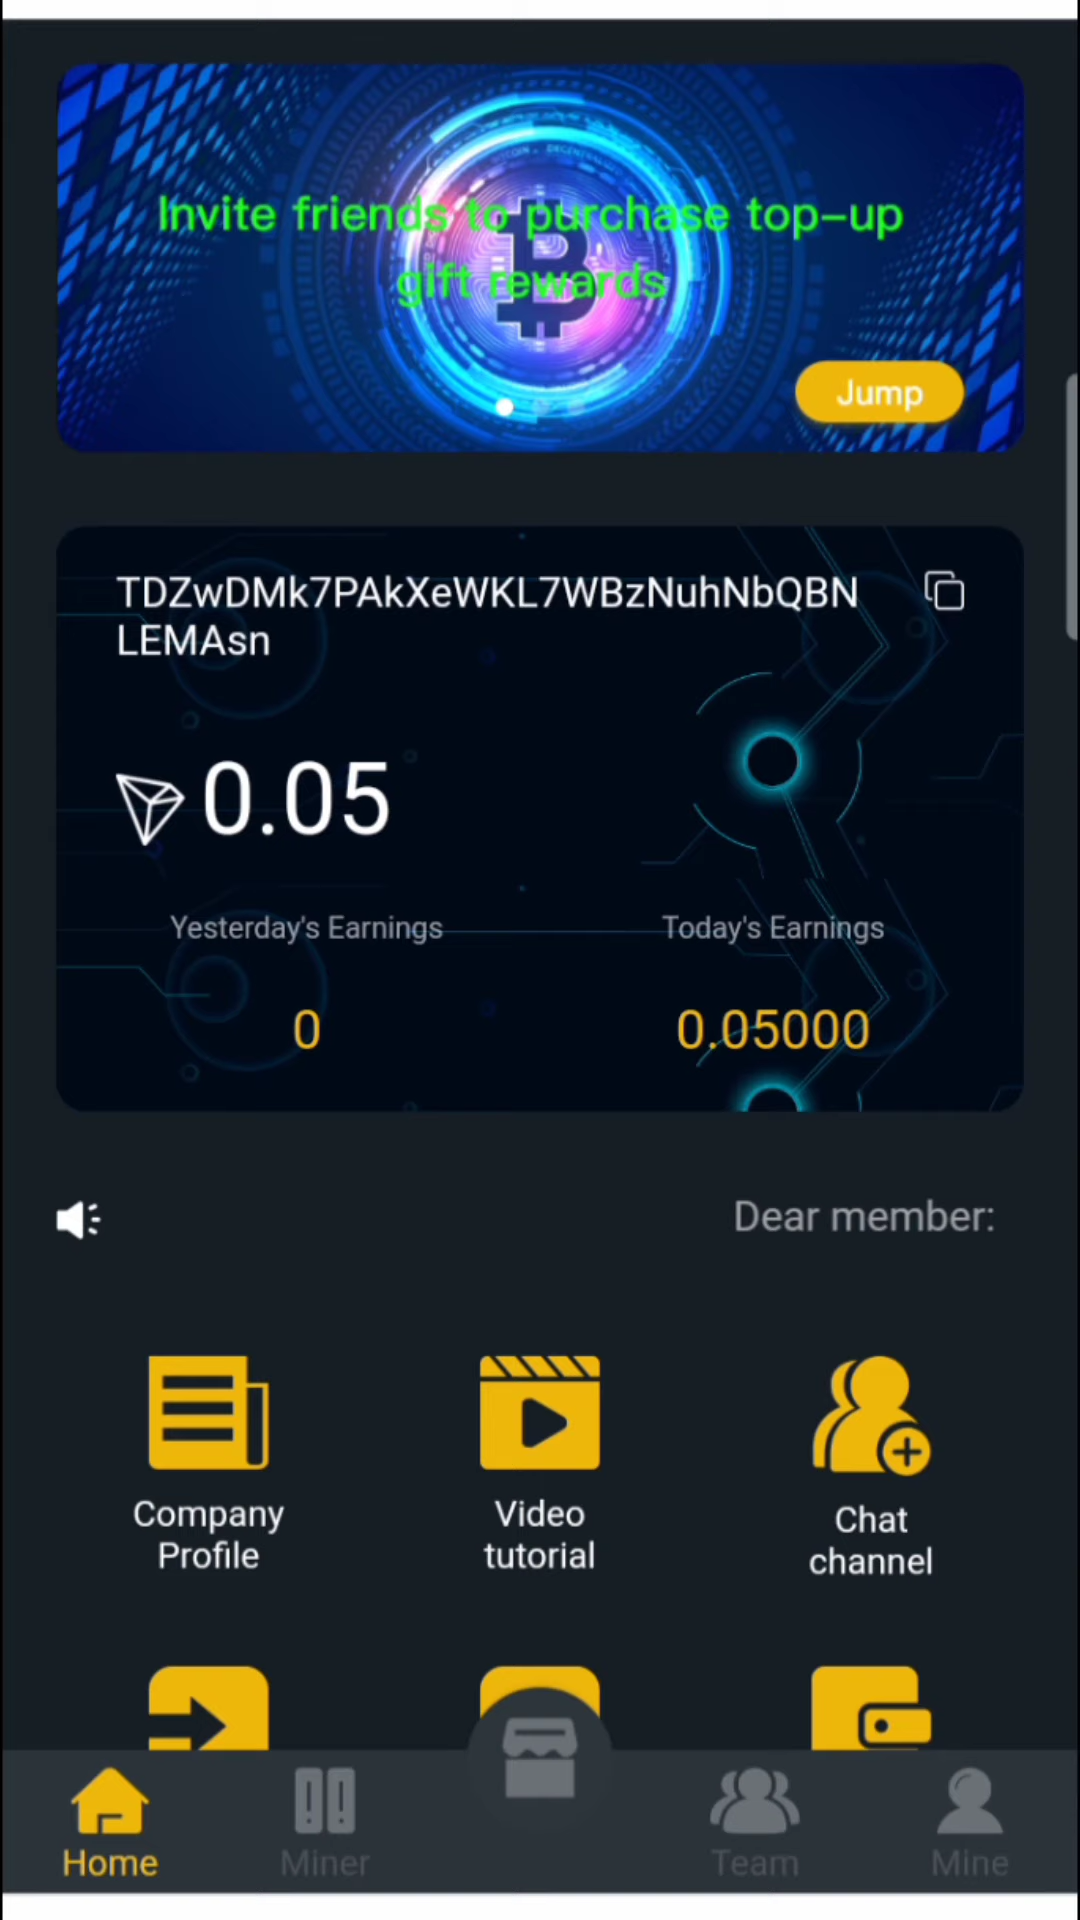 Invite friends to purchase top-up
gift rewards
Jump
TDZwDMk7PAkXeWKL7WBzNuhNbQBN
LEMAsn
0.05
Yesterday's Earnings
Today's Earnings
0
0.05000
Dear member:
Company
Profile
Video
tutorial
Chat
channel
Home
Miner
Team
Mine